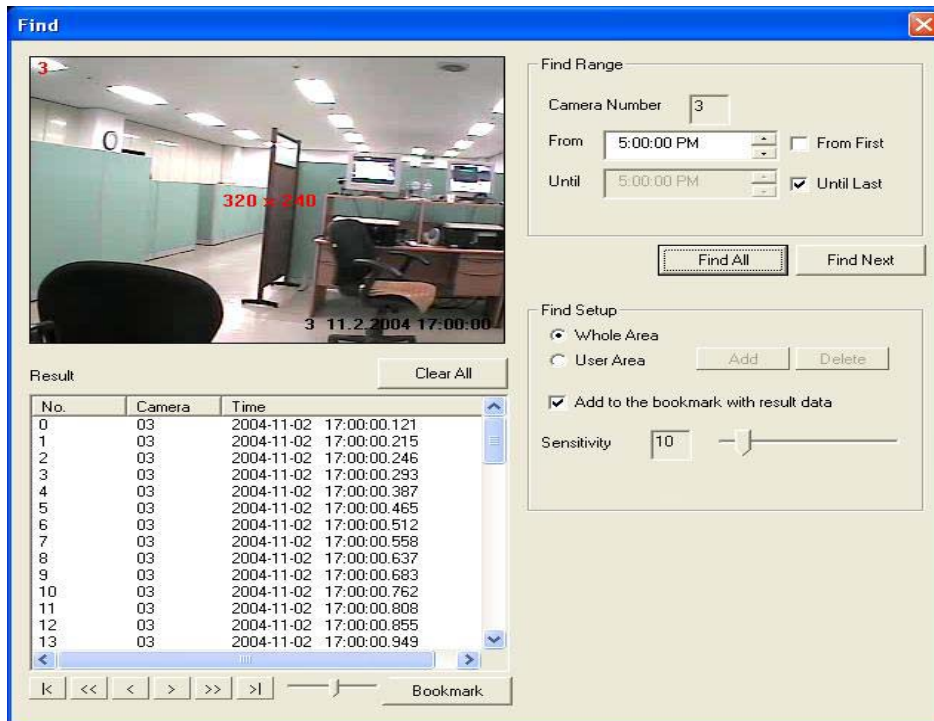 Find
3
320 x 240
3 11.2.2004 17:00:00
Find Range
Camera Number 3
From 5:00:00 PM From First
Until 5:00:00 PM Until Last
Find All Find Next
Find Setup
Whole Area
User Area Add Delete
Add to the bookmark with result data
Sensitivity 10
Result Clear All
No. Camera Time
0 03 2004-11-02 17:00:00.121
1 03 2004-11-02 17:00:00.215
2 03 2004-11-02 17:00:00.246
3 03 2004-11-02 17:00:00.293
4 03 2004-11-02 17:00:00.387
5 03 2004-11-02 17:00:00.465
6 03 2004-11-02 17:00:00.512
7 03 2004-11-02 17:00:00.558
8 03 2004-11-02 17:00:00.637
9 03 2004-11-02 17:00:00.683
10 03 2004-11-02 17:00:00.762
11 03 2004-11-02 17:00:00.808
12 03 2004-11-02 17:00:00.855
13 03 2004-11-02 17:00:00.949
|< << < > >> >| Bookmark